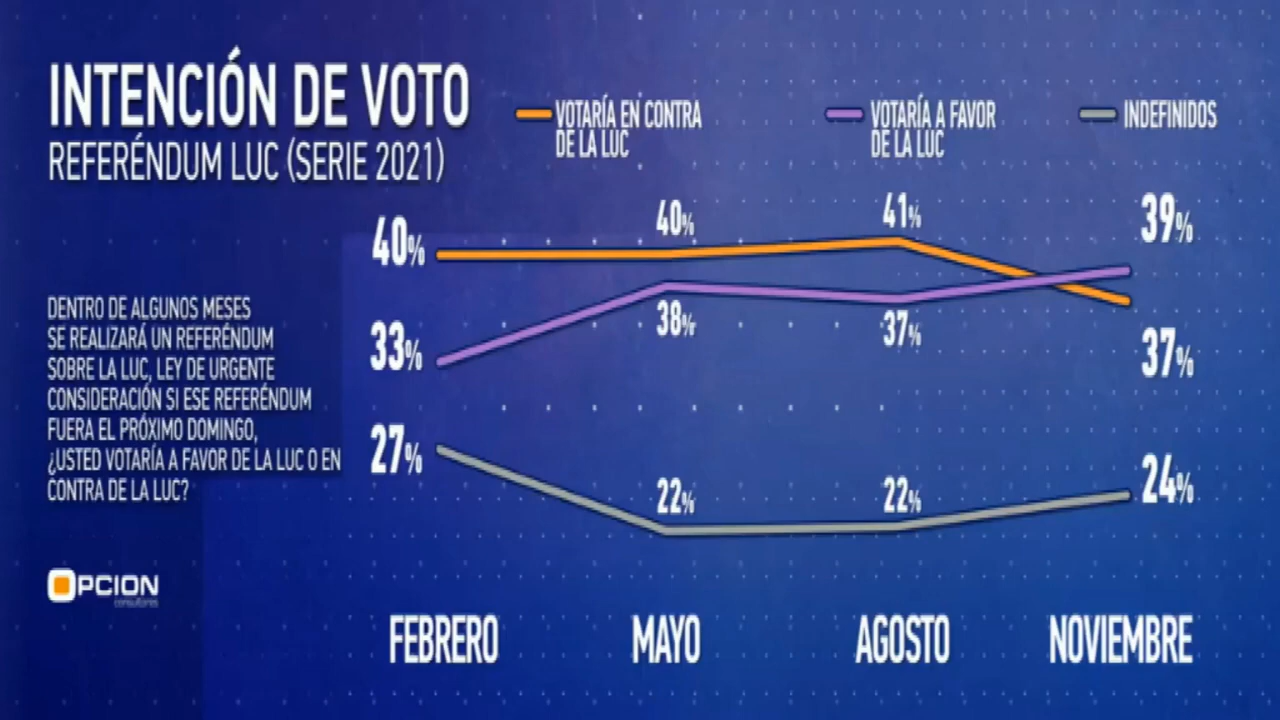 INTENCIÓN DE VOTO
REFERÉNDUM LUC (SERIE 2021)
VOTARÍA EN CONTRA
DE LA LUC
VOTARÍA A FAVOR
DE LA LUC
INDEFINIDOS
DENTRO DE ALGUNOS MESES
SE REALIZARÁ UN REFERÉNDUM
SOBRE LA LUC, LEY DE URGENTE
CONSIDERACIÓN SI ESE REFERÉNDUM
FUERA EL PRÓXIMO DOMINGO,
¿USTED VOTARÍA A FAVOR DE LA LUC O EN
CONTRA DE LA LUC?
40%
40%
41%
39%
33%
38%
37%
37%
27%
22%
22%
24%
OPCION
consultores
FEBRERO
MAYO
AGOSTO
NOVIEMBRE